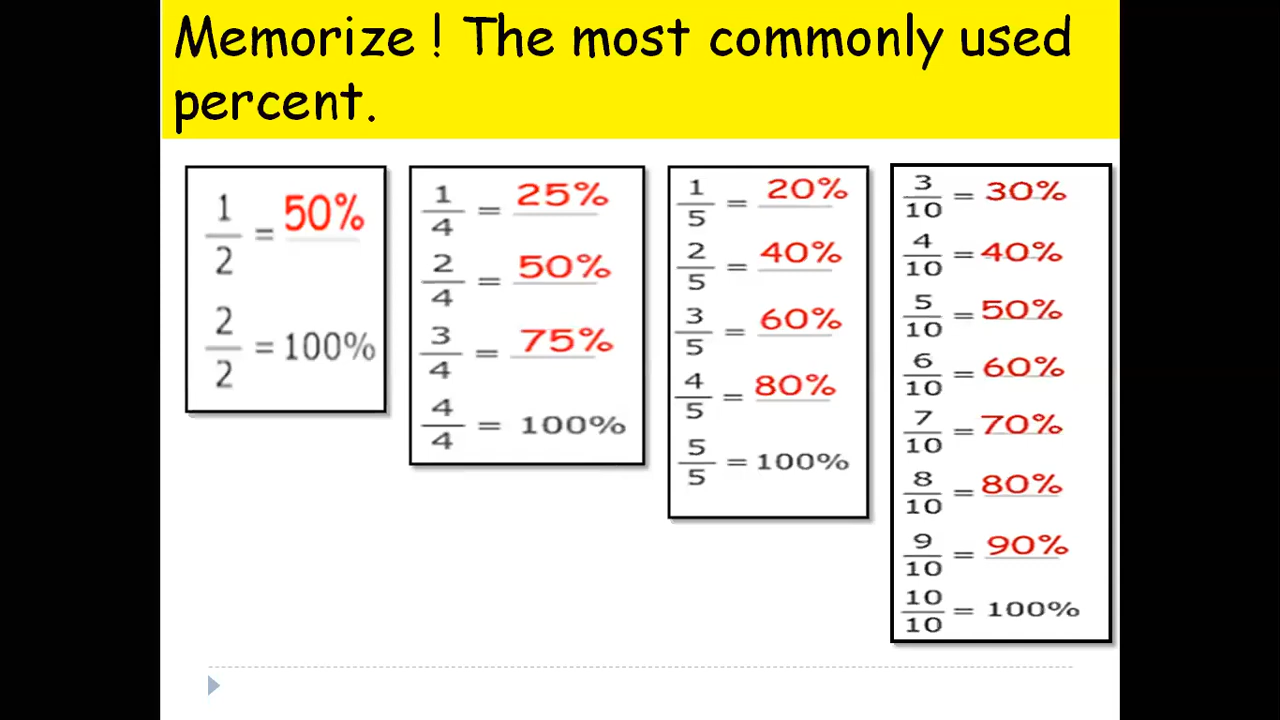 Memorize ! The most commonly used
percent.
1/2 = 50%
2/2 = 100%
1/4 = 25%
2/4 = 50%
3/4 = 75%
4/4 = 100%
1/5 = 20%
2/5 = 40%
3/5 = 60%
4/5 = 80%
5/5 = 100%
3/10 = 30%
4/10 = 40%
5/10 = 50%
6/10 = 60%
7/10 = 70%
8/10 = 80%
9/10 = 90%
10/10 = 100%